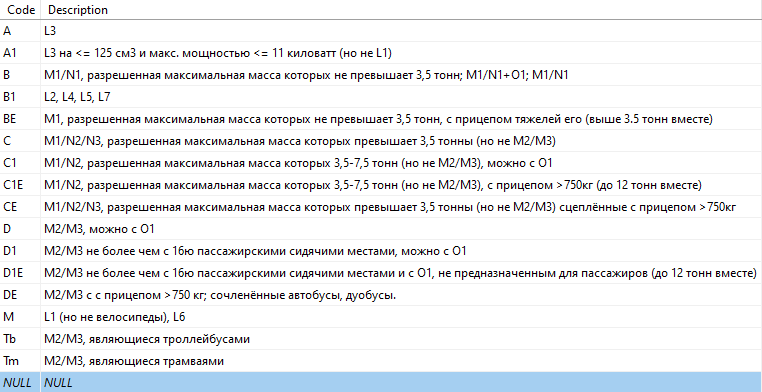 Code Description
A L3
A1 L3 на <= 125 см3 и макс. мощностью <= 11 киловатт (но не L1)
B M1/N1, разрешенная максимальная масса которых не превышает 3,5 тонн; M1/N1+O1; M1/N1
B1 L2, L4, L5, L7
BE M1, разрешенная максимальная масса которых не превышает 3,5 тонн, с прицепом тяжелей его (выше 3.5 тонн вместе)
C M1/N2/N3, разрешенная максимальная масса которых превышает 3,5 тонны (но не M2/M3)
C1 M1/N2, разрешенная максимальная масса которых 3,5-7,5 тонн (но не M2/M3), можно с O1
C1E M1/N2, разрешенная максимальная масса которых 3,5-7,5 тонн (но не M2/M3), с прицепом >750кг (до 12 тонн вместе)
CE M1/N2/N3, разрешенная максимальная масса которых превышает 3,5 тонны (но не M2/M3) сцеплённые с прицепом >750кг
D M2/M3, можно с O1
D1 M2/M3 не более чем с 16ю пассажирскими сидячими местами, можно с O1
D1E M2/M3 не более чем с 16ю пассажирскими сидячими местами и с O1, не предназначенным для пассажиров (до 12 тонн вместе)
DE M2/M3 с с прицепом >750 кг; сочленённые автобусы, дуобусы.
M L1 (но не велосипеды), L6
Tb M2/M3, являющиеся троллейбусами
Tm M2/M3, являющиеся трамваями
NULL NULL